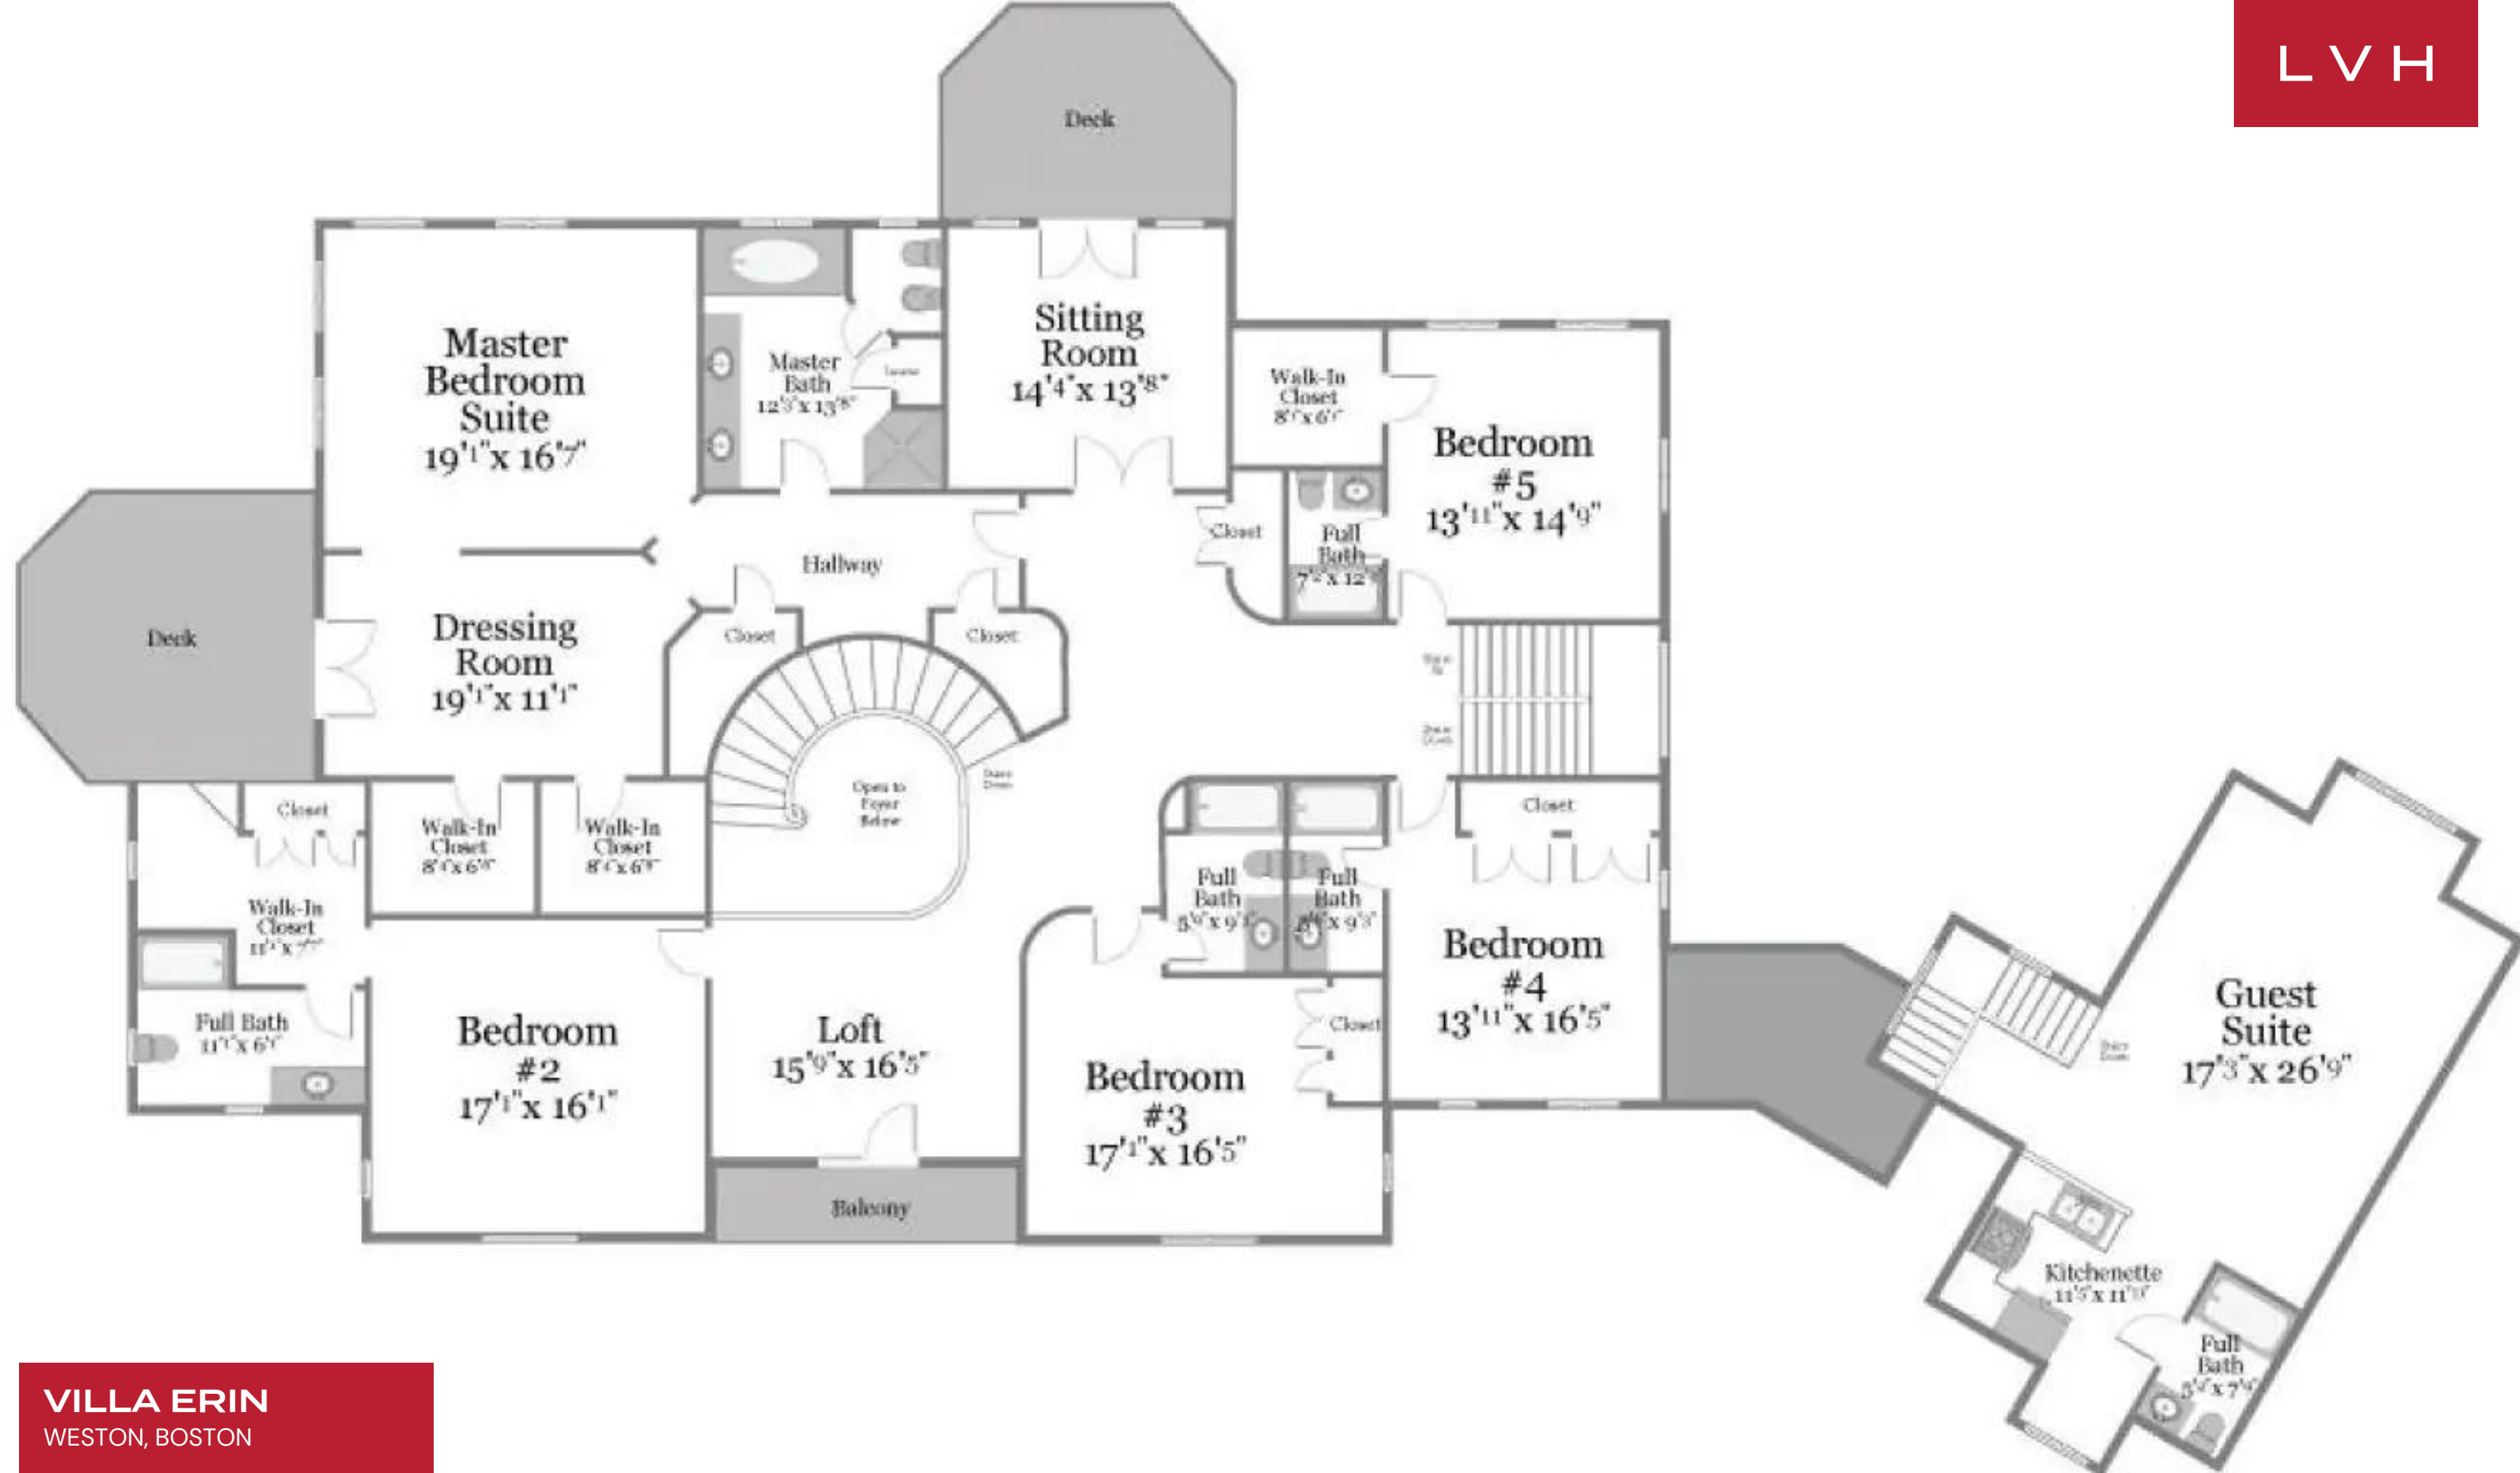 LVH
Deck
Master
Bedroom
Suite
19'1"x 16'7"
Master
Bath
12'3"x 13'8"
Sitting
Room
14'4"x 13'8"
Walk-In
Closet
Bedroom
#5
13'11"x 14'9"
Closet
Full
Bath
Hallway
Deck
Dressing
Room
19'1"x 11'1"
Closet
Closet
Open to
Foyer
Below
Closet
Walk-In
Closet
Walk-In
Closet
Walk-In
Closet
Closet
Full
Bath
Full
Bath
Bedroom
#4
13'11"x 16'5"
Full Bath
Bedroom
#2
17'1"x 16'1"
Loft
15'9"x 16'5"
Closet
Bedroom
#3
17'1"x 16'5"
Balcony
Guest
Suite
17'3"x 26'9"
Kitchenette
Full
Bath
VILLA ERIN
WESTON, BOSTON